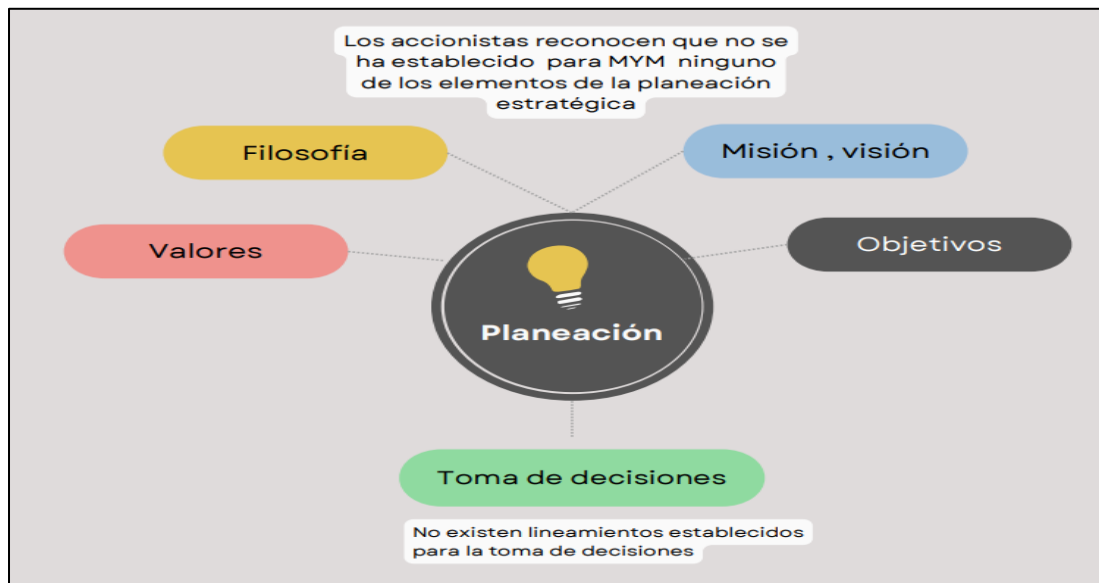 Los accionistas reconocen que no se
ha establecido para MYM ninguno
de los elementos de la planeación
estratégica
Filosofía
Misión , visión
Valores
Objetivos
Planeación
Toma de decisiones
No existen lineamientos establecidos
para la toma de decisiones